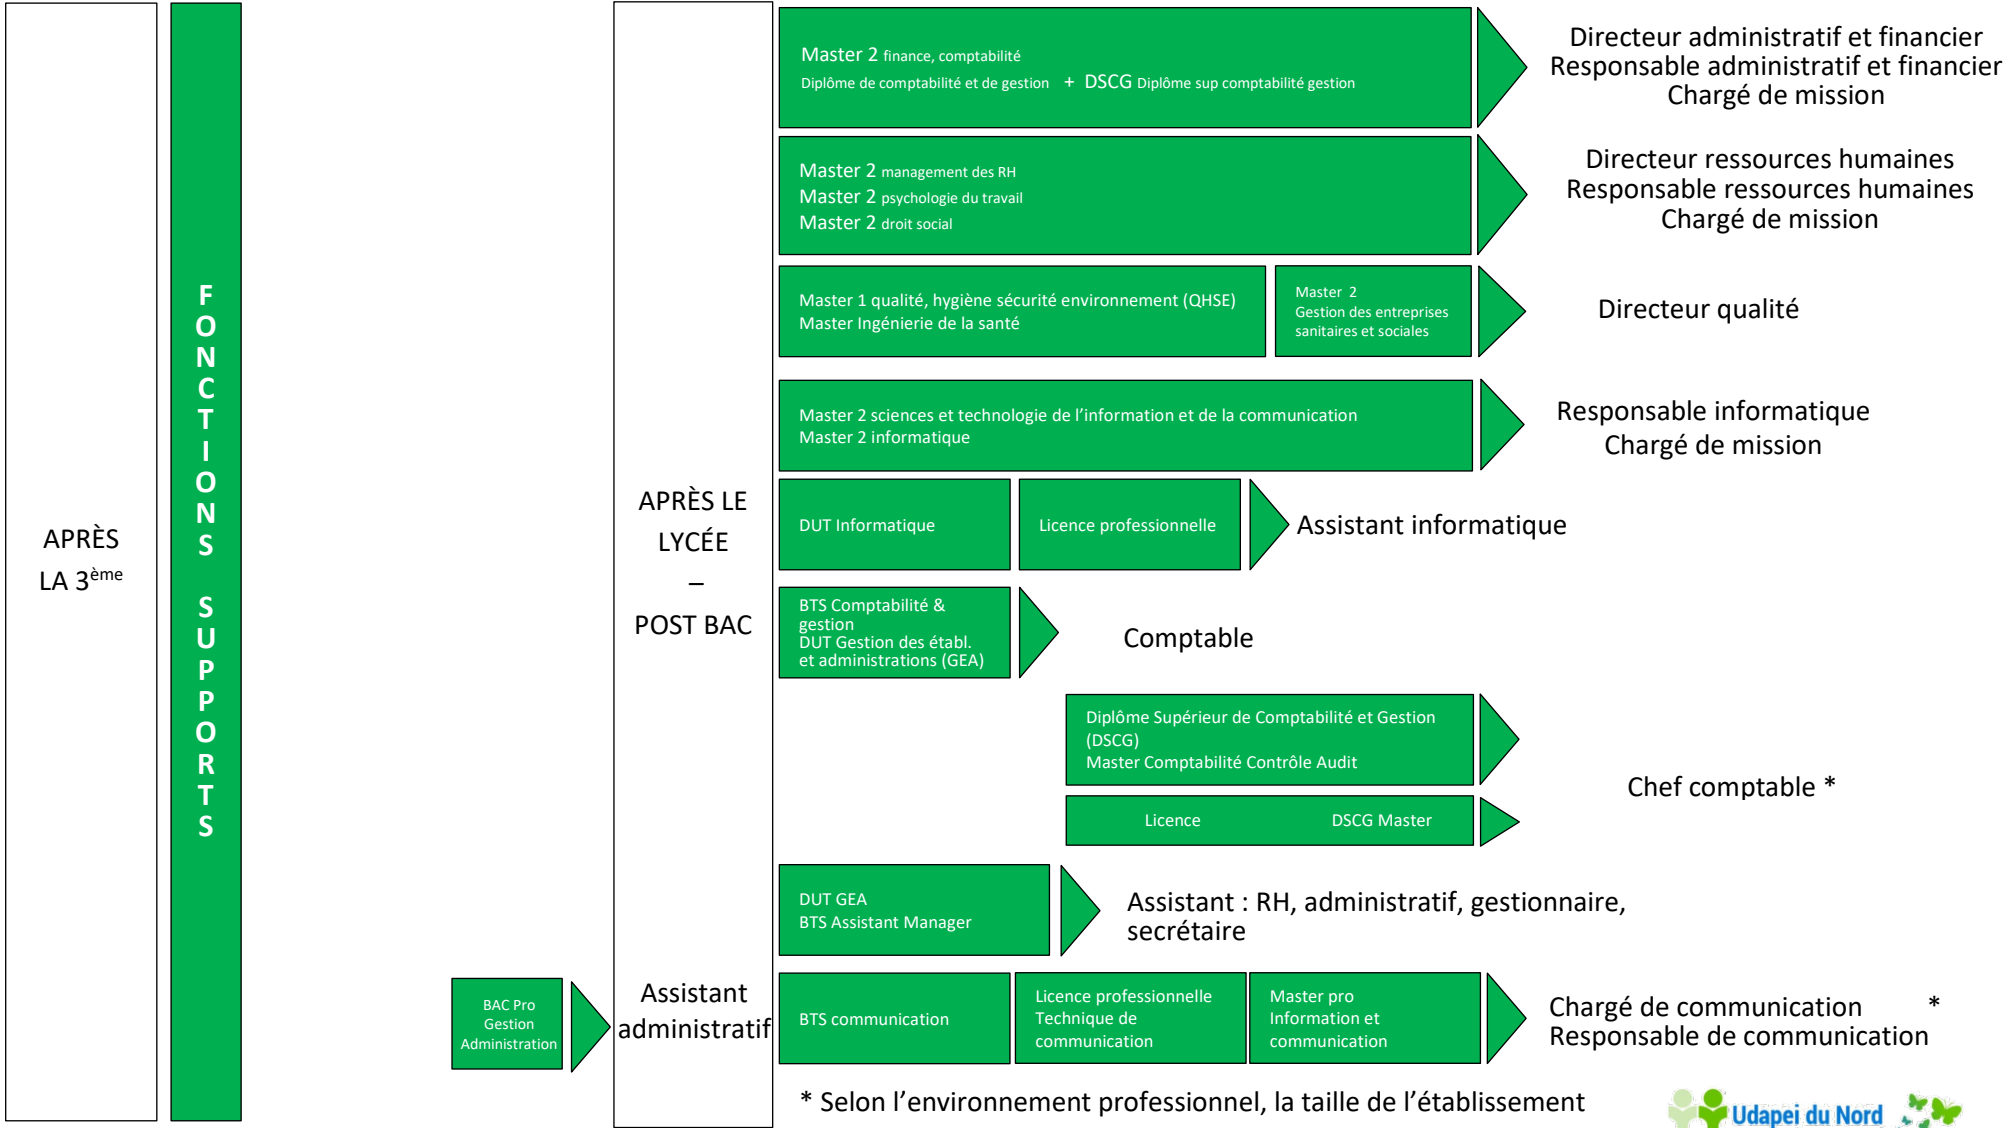 APRÈS
LA 3ème
FONCTIONS SUPPORTS
BAC Pro
Gestion
Administration
APRÈS LE
LYCÉE
–
POST BAC
Assistant
administratif
Master 2 finance, comptabilité
Diplôme de comptabilité et de gestion + DSCG Diplôme sup comptabilité gestion
Directeur administratif et financier
Responsable administratif et financier
Chargé de mission
Master 2 management des RH
Master 2 psychologie du travail
Master 2 droit social
Directeur ressources humaines
Responsable ressources humaines
Chargé de mission
Master 1 qualité, hygiène sécurité environnement (QHSE)
Master Ingénierie de la santé
Master 2
Gestion des entreprises
sanitaires et sociales
Directeur qualité
Master 2 sciences et technologie de l’information et de la communication
Master 2 informatique
Responsable informatique
Chargé de mission
DUT Informatique
Licence professionnelle
Assistant informatique
BTS Comptabilité &
gestion
DUT Gestion des établ.
et administrations (GEA)
Comptable
Diplôme Supérieur de Comptabilité et Gestion
(DSCG)
Master Comptabilité Contrôle Audit
Licence DSCG Master
Chef comptable *
DUT GEA
BTS Assistant Manager
Assistant : RH, administratif, gestionnaire,
secrétaire
BTS communication
Licence professionnelle
Technique de
communication
Master pro
Information et
communication
Chargé de communication *
Responsable de communication
* Selon l’environnement professionnel, la taille de l’établissement
Udapei du Nord